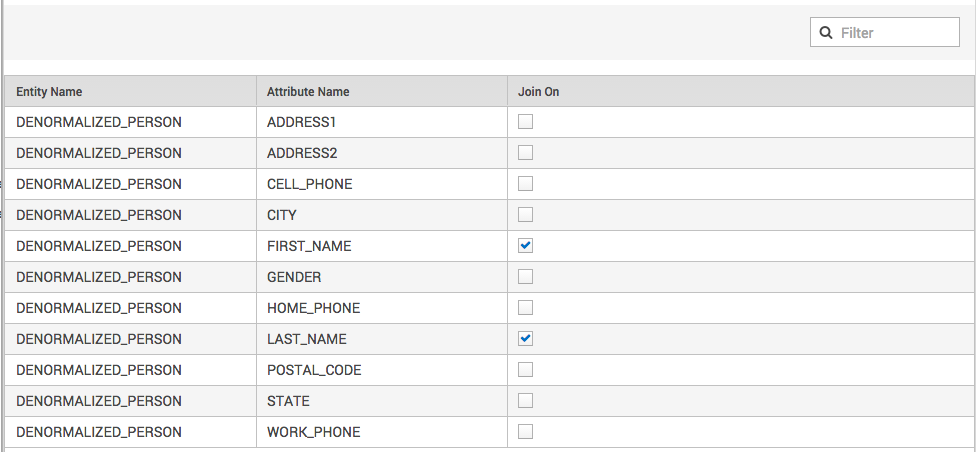 Filter
Entity Name Attribute Name Join On
DENORMALIZED_PERSON ADDRESS1
DENORMALIZED_PERSON ADDRESS2
DENORMALIZED_PERSON CELL_PHONE
DENORMALIZED_PERSON CITY
DENORMALIZED_PERSON FIRST_NAME
DENORMALIZED_PERSON GENDER
DENORMALIZED_PERSON HOME_PHONE
DENORMALIZED_PERSON LAST_NAME
DENORMALIZED_PERSON POSTAL_CODE
DENORMALIZED_PERSON STATE
DENORMALIZED_PERSON WORK_PHONE